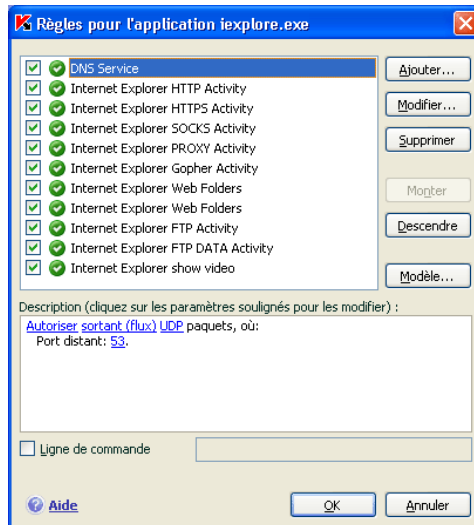 Règles pour l'application iexplore.exe
DNS Service
Internet Explorer HTTP Activity
Internet Explorer HTTPS Activity
Internet Explorer SOCKS Activity
Internet Explorer PROXY Activity
Internet Explorer Gopher Activity
Internet Explorer Web Folders
Internet Explorer Web Folders
Internet Explorer FTP Activity
Internet Explorer FTP DATA Activity
Internet Explorer show video
Ajouter...
Modifier...
Supprimer
Monter
Descendre
Modèle...
Description (cliquez sur les paramètres soulignés pour les modifier) :
Autoriser sortant (flux) UDP paquets, où:
Port distant: 53.
Ligne de commande
Aide
OK
Annuler